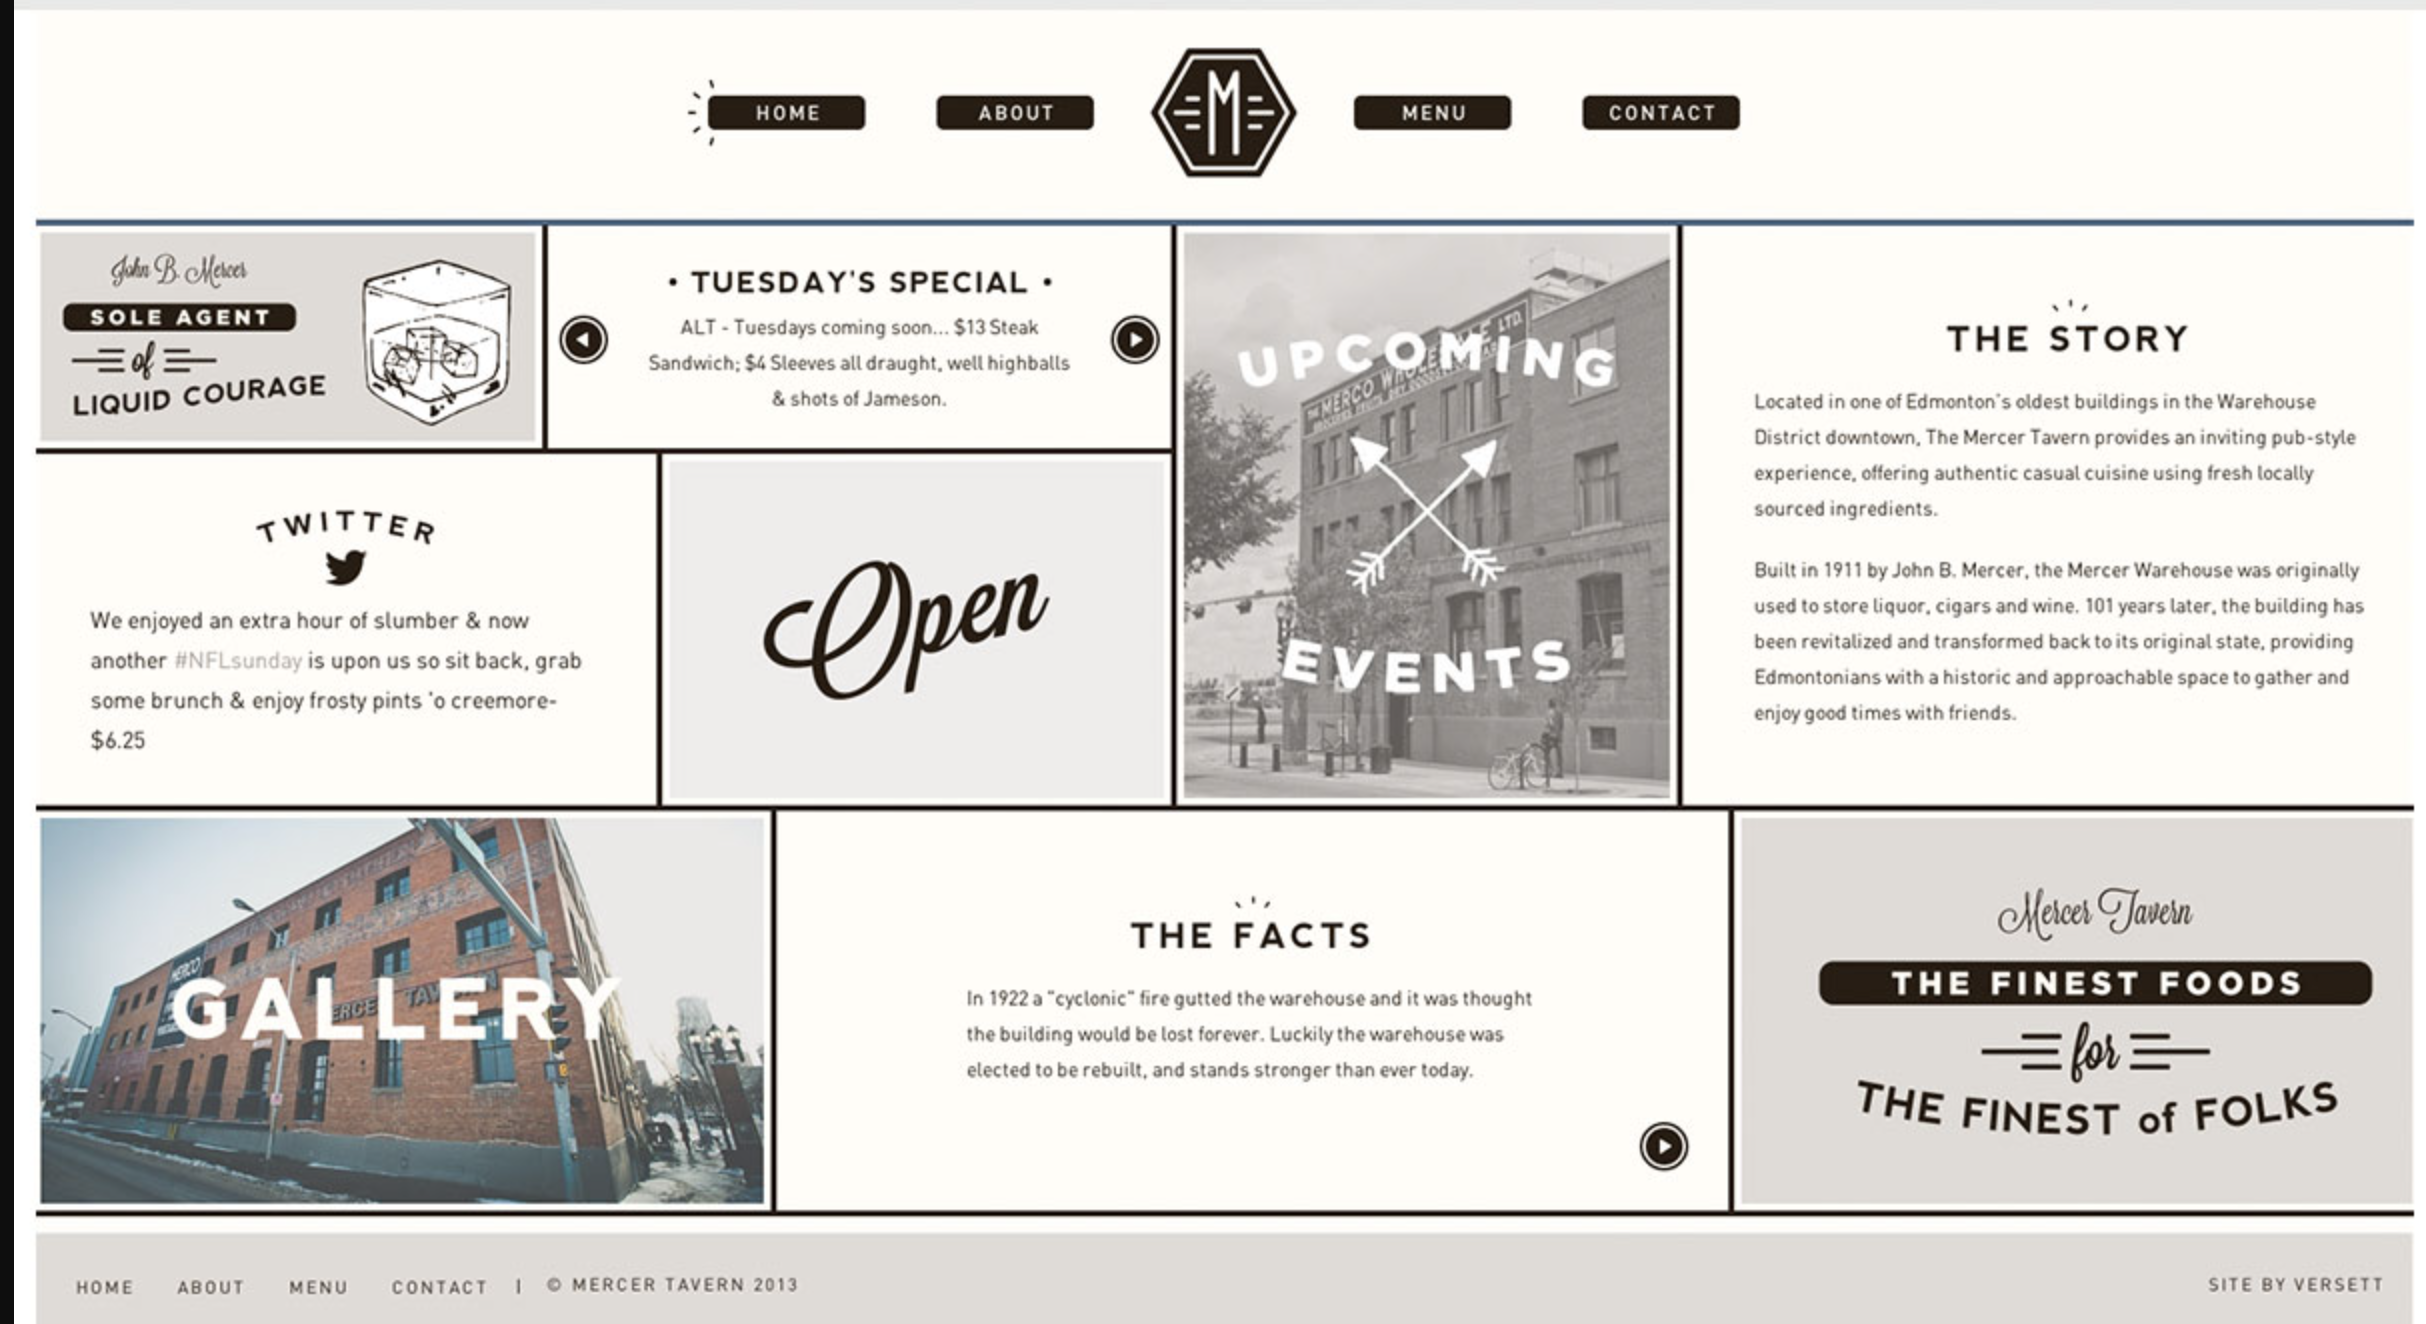 HOME
ABOUT
M
MENU
CONTACT
John B. Mercer
SOLE AGENT
of
LIQUID COURAGE
• TUESDAY'S SPECIAL •
ALT - Tuesdays coming soon... $13 Steak
Sandwich; $4 Sleeves all draught, well highballs
& shots of Jameson.
UPCOMING
THE MERCO WHOLESALE LTD.
EVENTS
THE STORY
Located in one of Edmonton's oldest buildings in the Warehouse
District downtown, The Mercer Tavern provides an inviting pub-style
experience, offering authentic casual cuisine using fresh locally
sourced ingredients.
Built in 1911 by John B. Mercer, the Mercer Warehouse was originally
used to store liquor, cigars and wine. 101 years later, the building has
been revitalized and transformed back to its original state, providing
Edmontonians with a historic and approachable space to gather and
enjoy good times with friends.
TWITTER
We enjoyed an extra hour of slumber & now
another #NFLsunday is upon us so sit back, grab
some brunch & enjoy frosty pints 'o creemore-
$6.25
Open
MERCO
GALLERY
THE FACTS
In 1922 a "cyclonic" fire gutted the warehouse and it was thought
the building would be lost forever. Luckily the warehouse was
elected to be rebuilt, and stands stronger than ever today.
Mercer Tavern
THE FINEST FOODS
for
THE FINEST of FOLKS
HOME ABOUT MENU CONTACT | © MERCER TAVERN 2013
SITE BY VERSETT